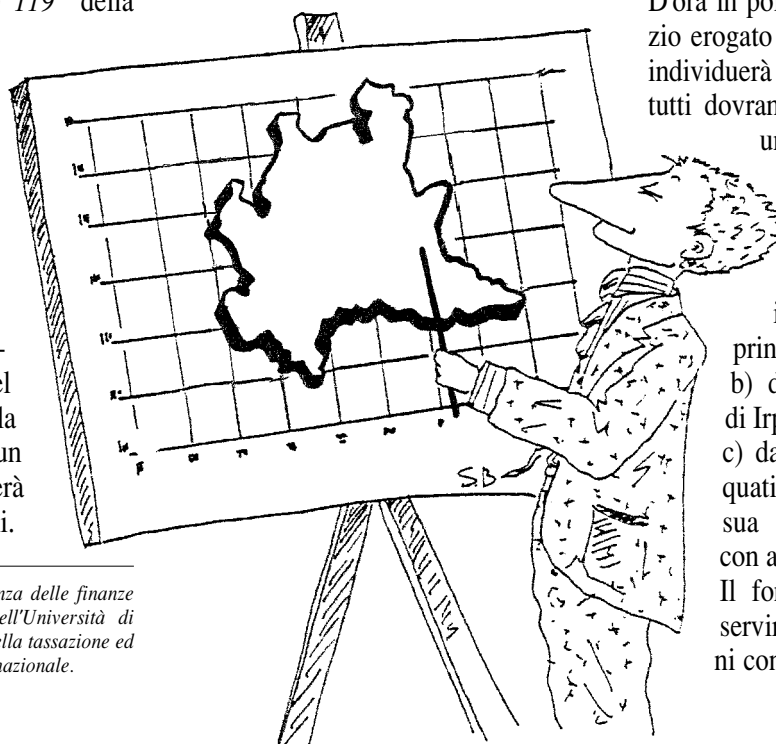 119 della
-
el
la
un
erà
i.
nza delle finanze
ell'Università di
ella tassazione ed
nazionale.
D'ora in po
zio erogato
individuerà
tutti dovran
un
i
prin
b) d
di Irp
c) da
quati
sua
con a
Il for
servir
ni con
SB